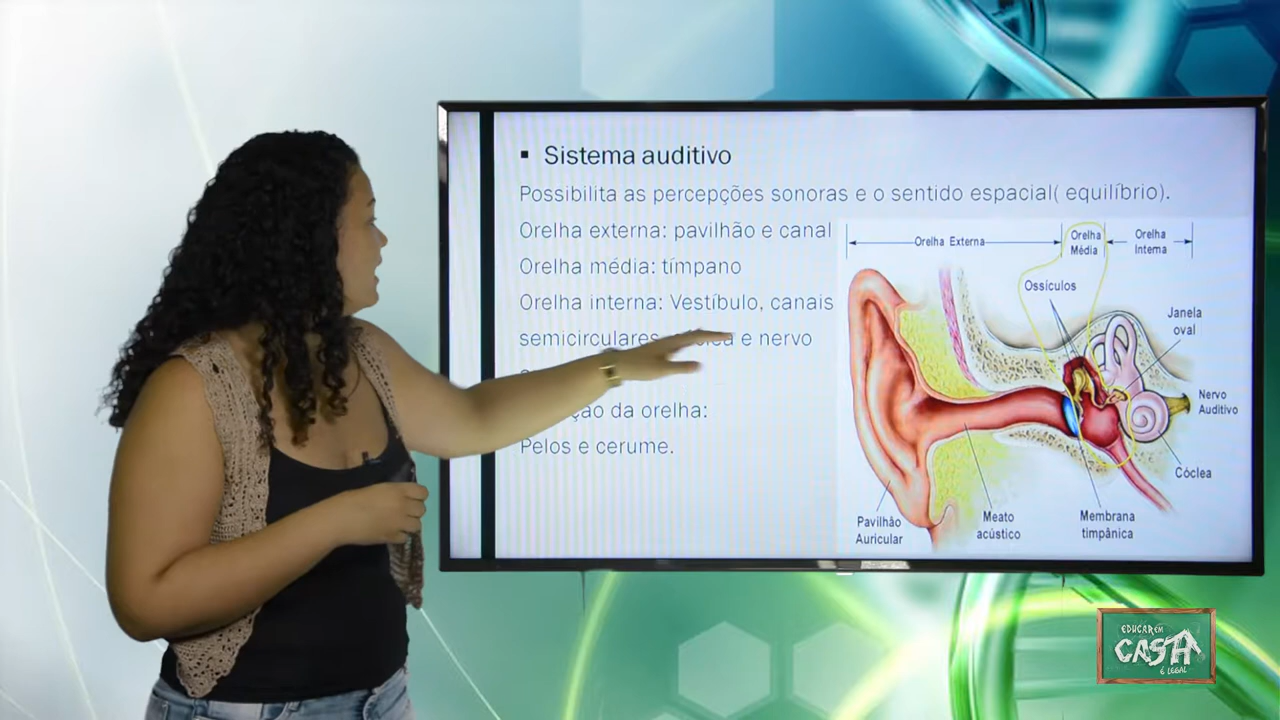 ▪ Sistema auditivo
Possibilita as percepções sonoras e o sentido espacial( equilíbrio).
Orelha externa: pavilhão e canal
Orelha média: tímpano
Orelha interna: Vestíbulo, canais
semicirculares e nervo
da orelha:
Pelos e cerume.
Orelha Externa
Orelha
Média
Orelha
Interna
Ossículos
Janela
oval
Nervo
Auditivo
Cóclea
Pavilhão
Auricular
Meato
acústico
Membrana
timpânica
EDUCAR EM
CASA
É LEGAL